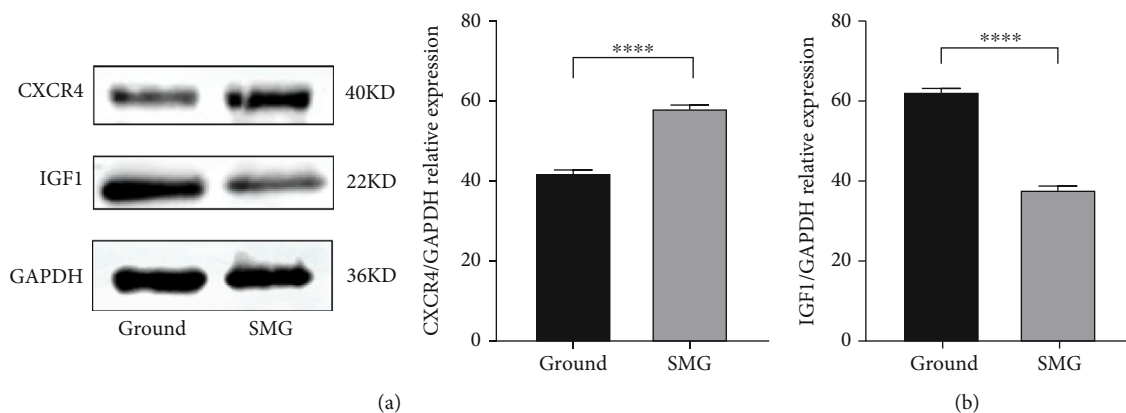 CXCR4
40KD
IGF1
22KD
GAPDH
36KD
Ground
SMG
CXCR4/GAPDH relative expression
80
60
40
20
0
****
Ground
SMG
(a)
IGF1/GAPDH relative expression
80
60
40
20
0
****
Ground
SMG
(b)